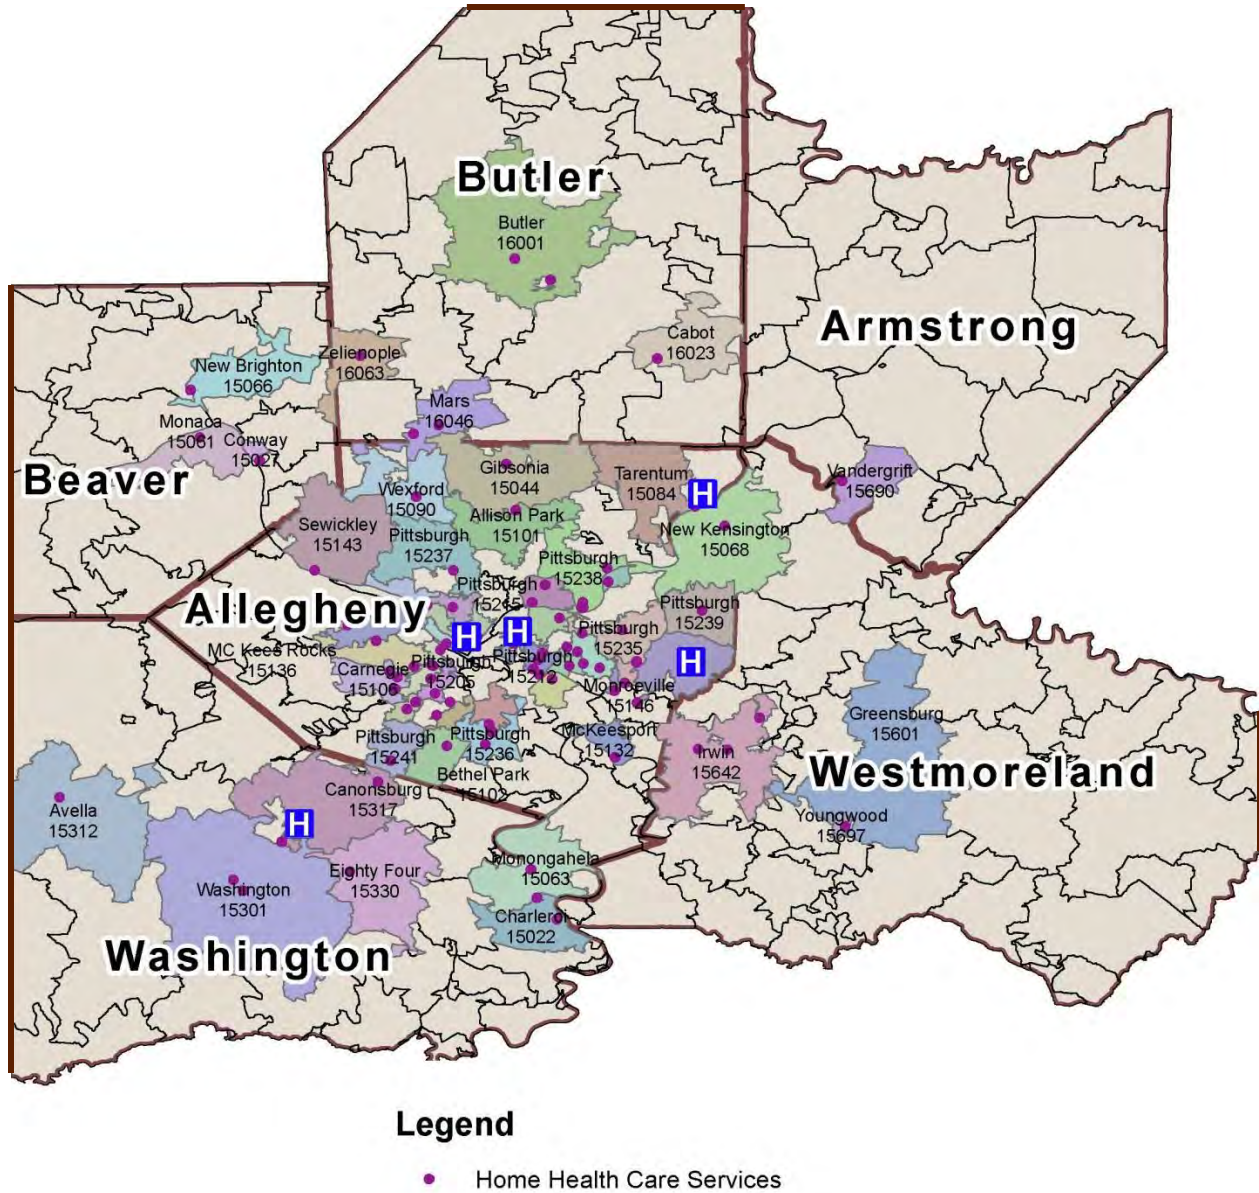 Butler
Butler
16001
Armstrong
Cabot
16023
Zelienople
16063
New Brighton
15066
Mars
16046
Monaca
15061
Conway
15027
Beaver
Gibsonia
15044
Tarentum
15084
Vandergrift
15690
Wexford
15090
H
Sewickley
15143
Allison Park
15101
New Kensington
15068
Pittsburgh
15237
Pittsburgh
15238
Pittsburgh
Allegheny
Pittsburgh
15239
H
H
Pittsburgh
15235
MC Kees Rocks
15136
Carnegie
15106
Pittsburgh
15205
Pittsburgh
15212
H
Monroeville
15146
Greensburg
15601
Pittsburgh
15241
Pittsburgh
15236
McKeesport
15132
Irwin
15642
Westmoreland
Bethel Park
15102
Canonsburg
15317
Avella
15312
H
Youngwood
15697
Monongahela
15063
Eighty Four
15330
Washington
15301
Charleroi
15022
Washington
Legend
Home Health Care Services